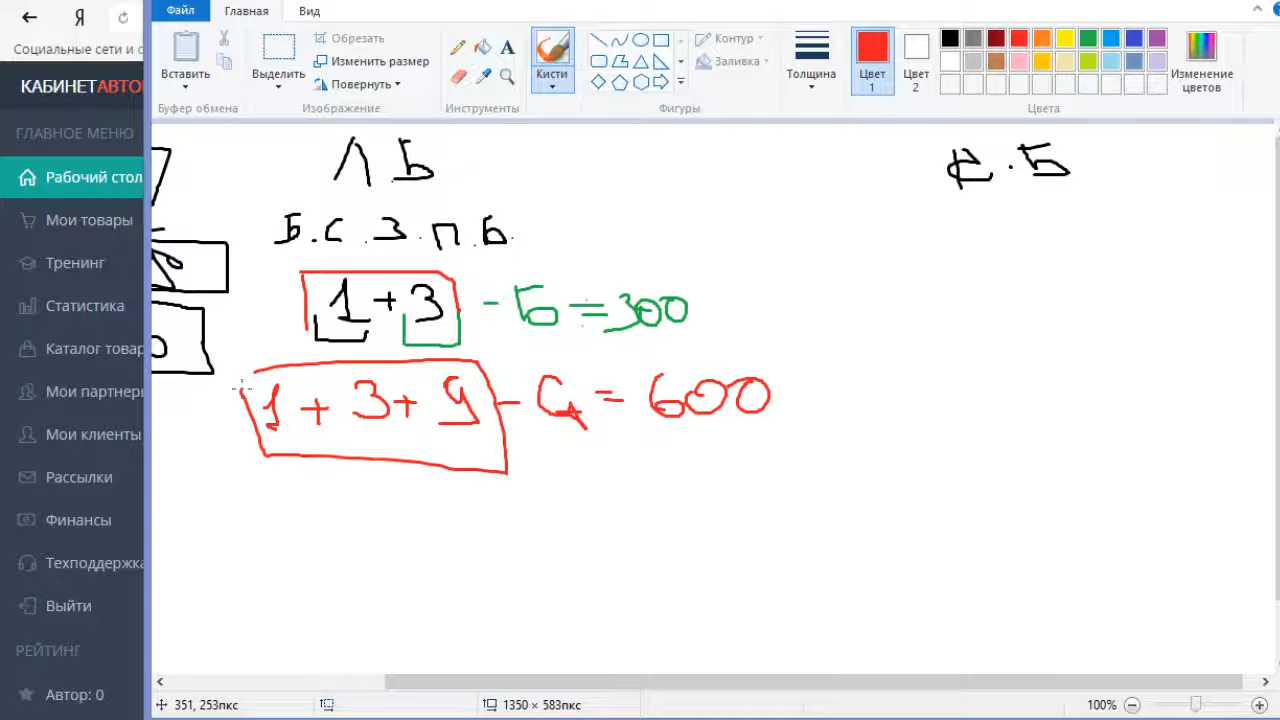 Файл
Главная
Вид
Социальные сети и с
Вставить
Выделить
Обрезать
Изменить размер
Повернуть
Кисти
Контур
Заливка
Толщина
Цвет 1
Цвет 2
Изменение цветов
Буфер обмена
Изображение
Инструменты
Фигуры
Цвета
КАБИНЕТАВТО
ГЛАВНОЕ МЕНЮ
Рабочий стол
Мои товары
Тренинг
Статистика
Каталог товар
Мои партнеры
Мои клиенты
Рассылки
Финансы
Техподдержка
Выйти
РЕЙТИНГ
Автор: 0
Л Б
Б.С.З.П.Б.
1 + 3 - Б = 300
1 + 3 + 9 - = 600
.Б
351, 253пкс
1350 × 583пкс
100%